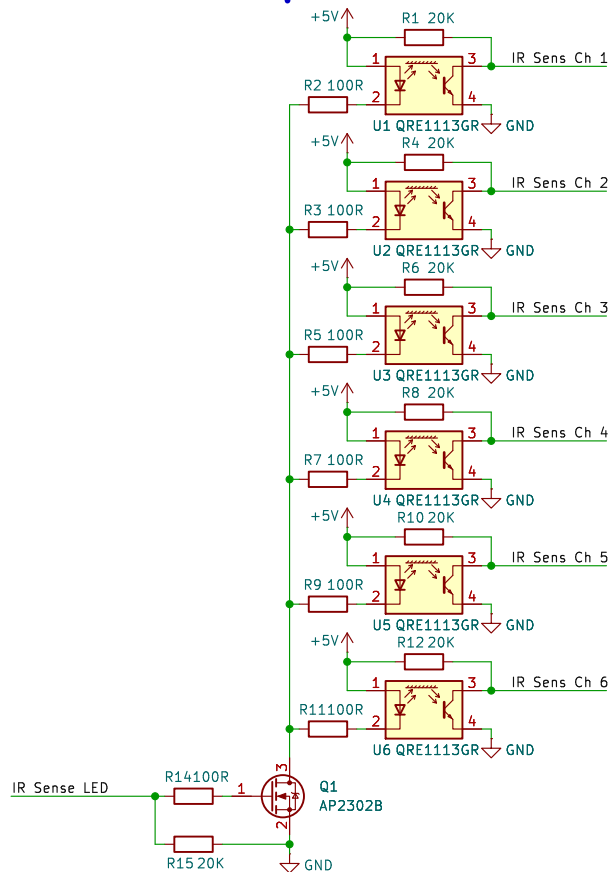 +5V
R1 20K
1
3
IR Sens Ch 1
R2 100R
2
4
U1 QRE1113GR
GND
+5V
R4 20K
1
3
IR Sens Ch 2
R3 100R
2
4
U2 QRE1113GR
GND
+5V
R6 20K
1
3
IR Sens Ch 3
R5 100R
2
4
U3 QRE1113GR
GND
+5V
R8 20K
1
3
IR Sens Ch 4
R7 100R
2
4
U4 QRE1113GR
GND
+5V
R10 20K
1
3
IR Sens Ch 5
R9 100R
2
4
U5 QRE1113GR
GND
+5V
R12 20K
1
3
IR Sens Ch 6
R11 100R
2
4
U6 QRE1113GR
GND
3
R14 100R
IR Sense LED
1
Q1
AP2302B
2
R15 20K
GND